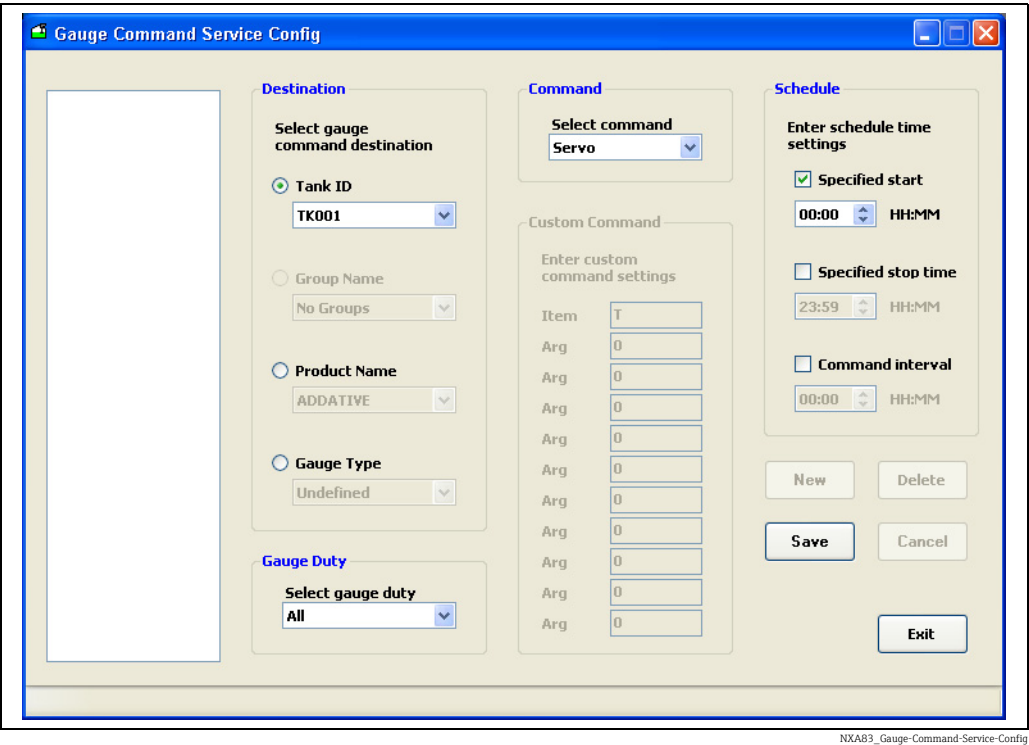 Gauge Command Service Config
Destination
Select gauge
command destination
Tank ID
TK001
Group Name
No Groups
Product Name
ADDATIVE
Gauge Type
Undefined
Gauge Duty
Select gauge duty
All
Command
Select command
Servo
Custom Command
Enter custom
command settings
Item T
Arg 0
Arg 0
Arg 0
Arg 0
Arg 0
Arg 0
Arg 0
Arg 0
Arg 0
Arg 0
Schedule
Enter schedule time
settings
Specified start
00:00 HH:MM
Specified stop time
23:59 HH:MM
Command interval
00:00 HH:MM
New Delete
Save Cancel
Exit
NXA83_Gauge-Command-Service-Config